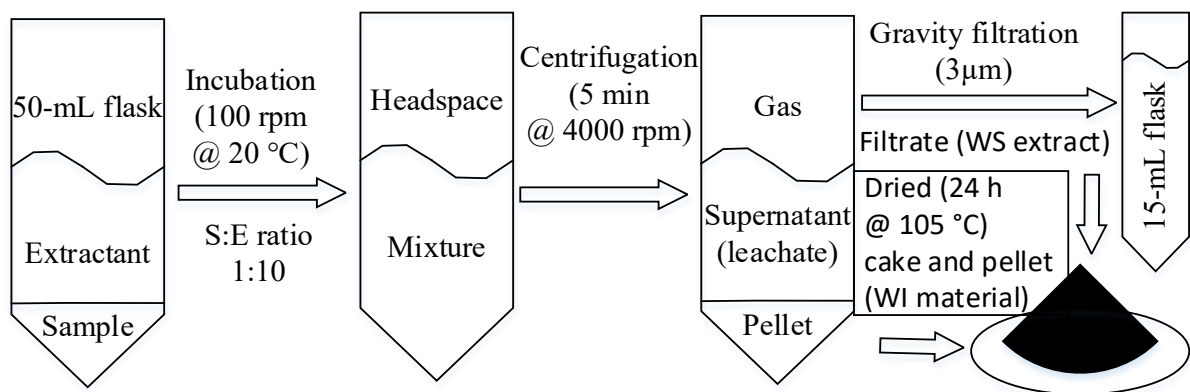 50-mL flask
Extractant
Sample
Incubation
(100 rpm
@ 20 °C)
S:E ratio
1:10
Headspace
Mixture
Centrifugation
(5 min
@ 4000 rpm)
Gas
Supernatant
(leachate)
Pellet
Gravity filtration
(3µm)
Filtrate (WS extract)
Dried (24 h
@ 105 °C)
cake and pellet
(WI material)
15-mL flask